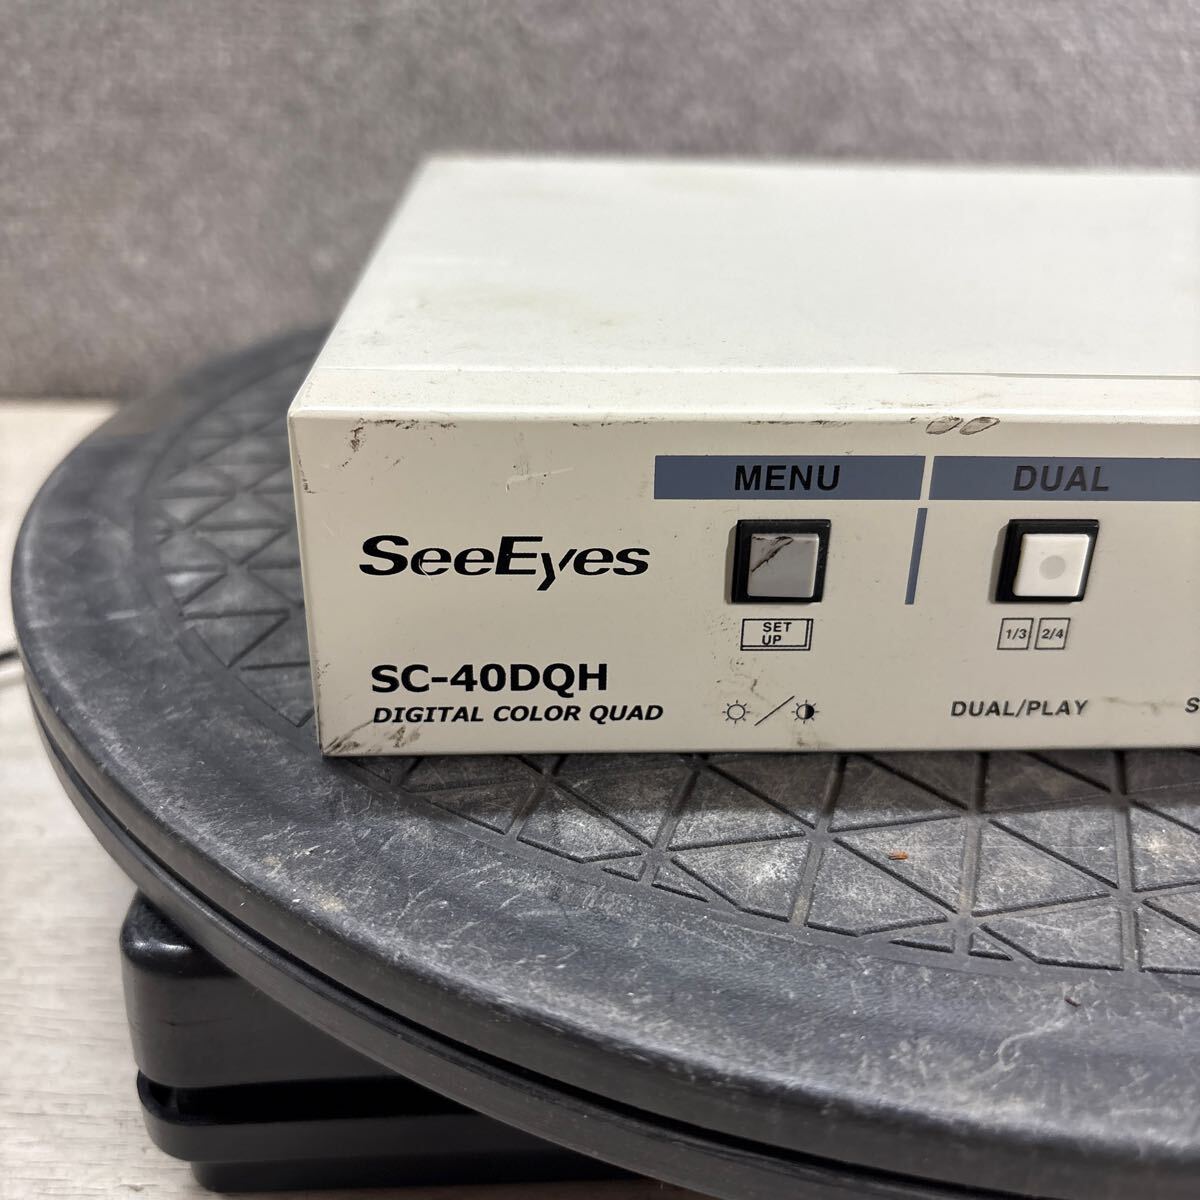 MENU
DUAL
SeeEyes
SET
UP
1/3 2/4
SC-40DQH
DIGITAL COLOR QUAD
DUAL/PLAY
S